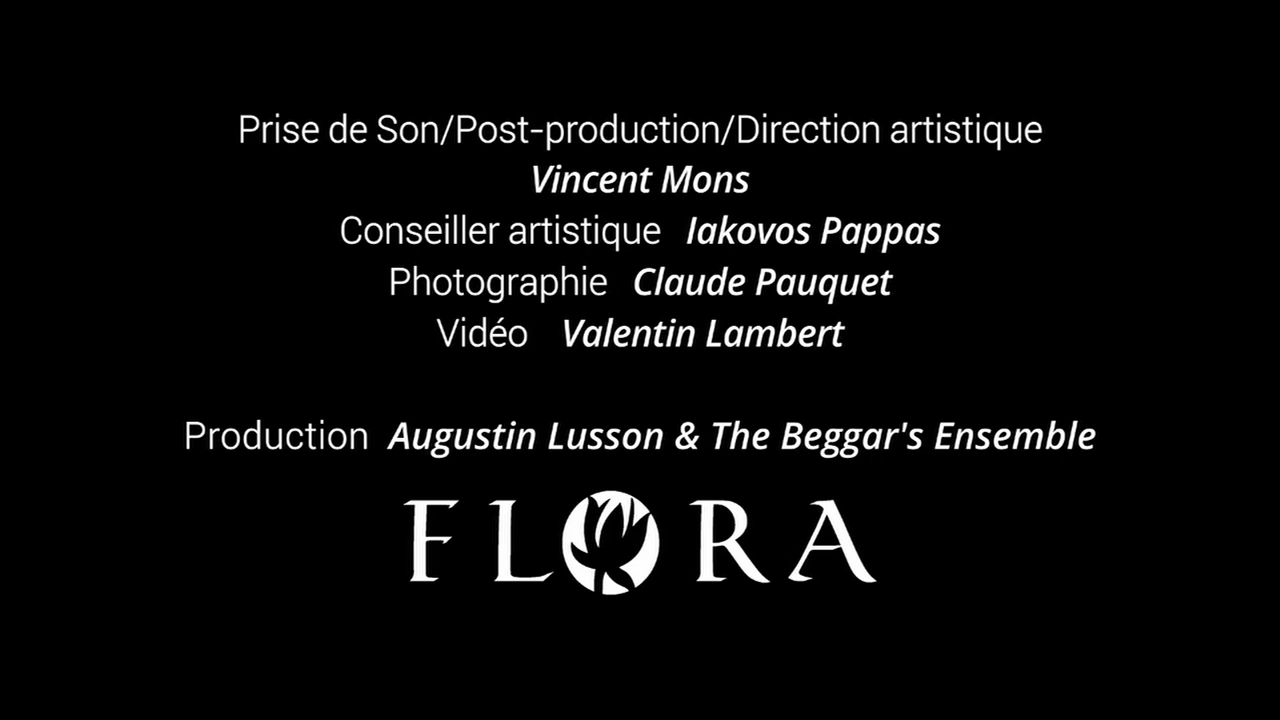 Prise de Son/Post-production/Direction artistique
Vincent Mons
Conseiller artistique Iakovos Pappas
Photographie Claude Pauquet
Vidéo Valentin Lambert
Production Augustin Lusson & The Beggar's Ensemble
FLORA